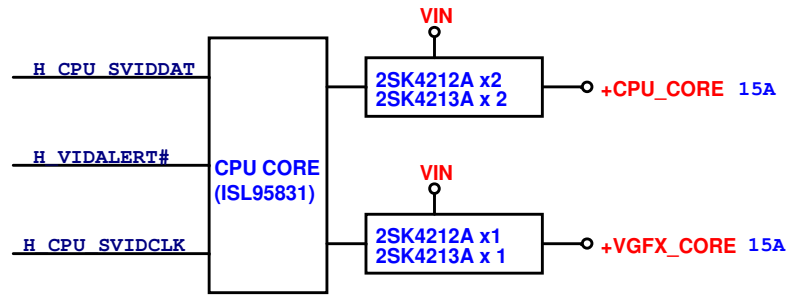 VIN
H_CPU_SVIDDAT
2SK4212A x2
2SK4213A x 2
+CPU_CORE 15A
H_VIDALERT#
CPU CORE
(ISL95831)
VIN
H_CPU_SVIDCLK
2SK4212A x1
2SK4213A x 1
+VGFX_CORE 15A